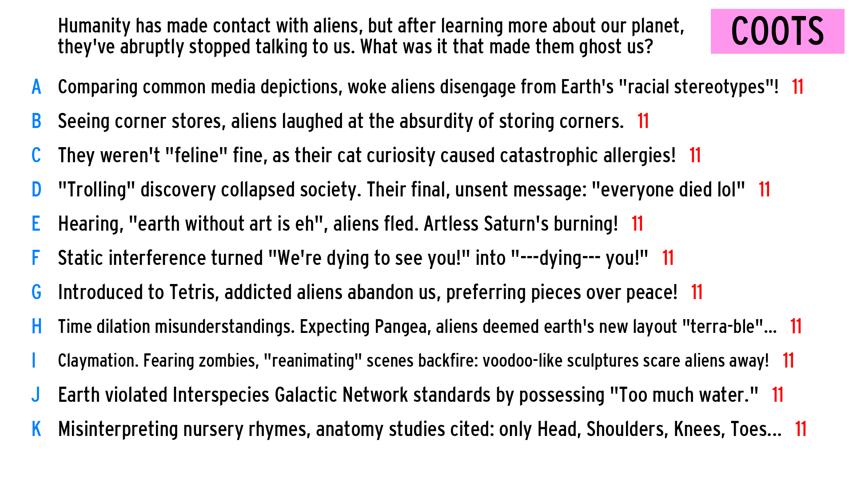 Humanity has made contact with aliens, but after learning more about our planet,
they've abruptly stopped talking to us. What was it that made them ghost us?
COOTS
A Comparing common media depictions, woke aliens disengage from Earth's "racial stereotypes"! 11
B Seeing corner stores, aliens laughed at the absurdity of storing corners. 11
C They weren't "feline" fine, as their cat curiosity caused catastrophic allergies! 11
D "Trolling" discovery collapsed society. Their final, unsent message: "everyone died lol" 11
E Hearing, "earth without art is eh", aliens fled. Artless Saturn's burning! 11
F Static interference turned "We're dying to see you!" into "---dying--- you!" 11
G Introduced to Tetris, addicted aliens abandon us, preferring pieces over peace! 11
H Time dilation misunderstandings. Expecting Pangea, aliens deemed earth's new layout "terra-ble"... 11
I Claymation. Fearing zombies, "reanimating" scenes backfire: voodoo-like sculptures scare aliens away! 11
J Earth violated Interspecies Galactic Network standards by possessing "Too much water." 11
K Misinterpreting nursery rhymes, anatomy studies cited: only Head, Shoulders, Knees, Toes... 11